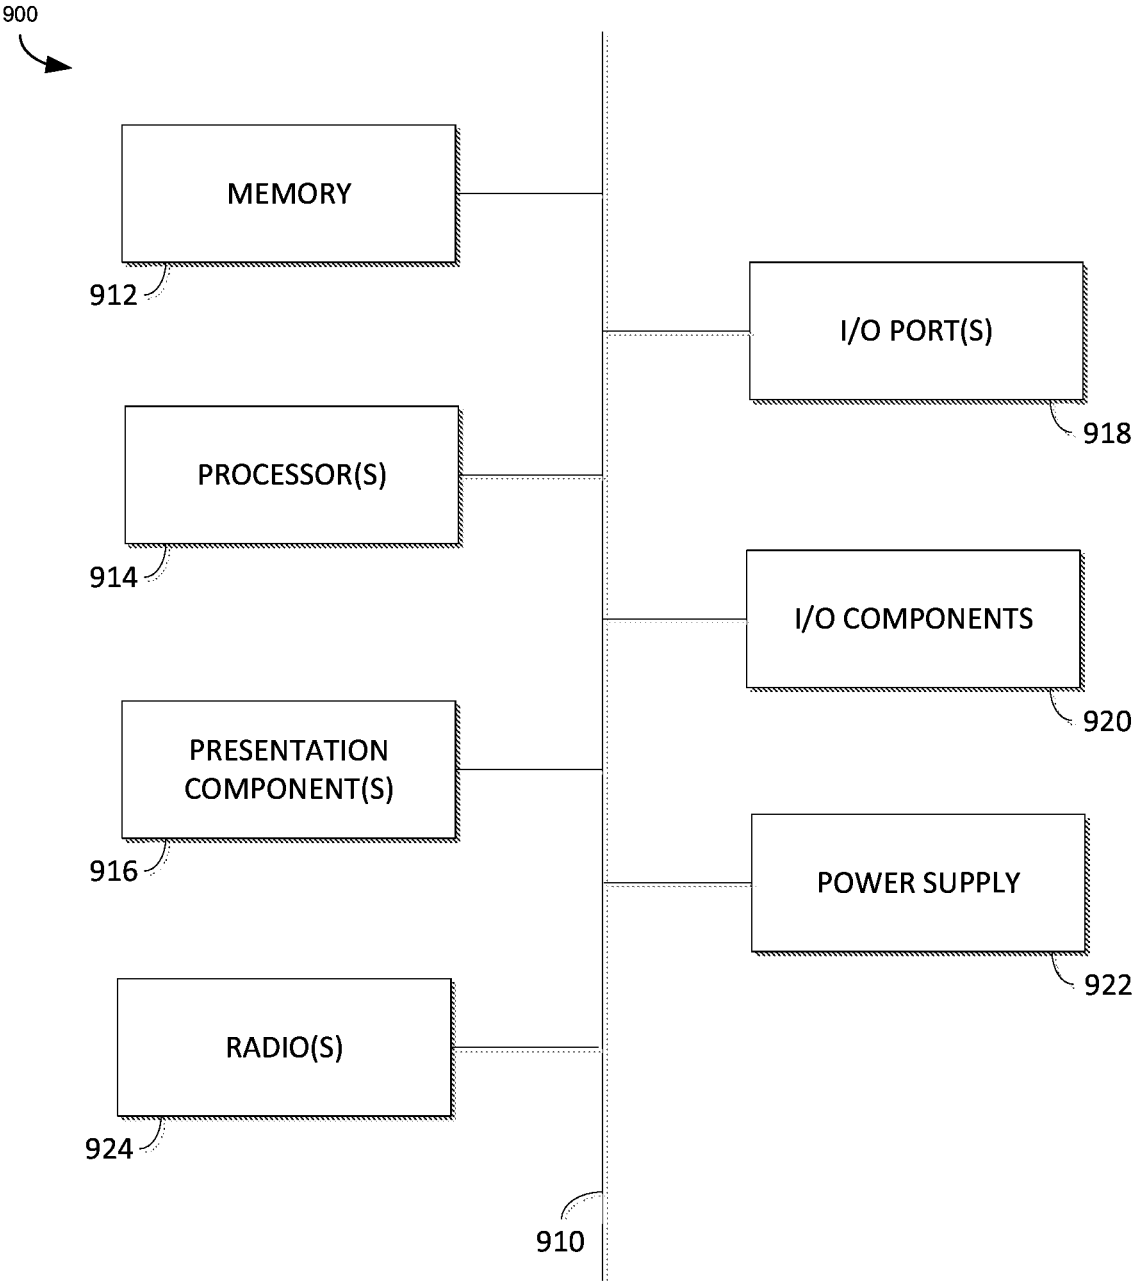 900
MEMORY
912
I/O PORT(S)
918
PROCESSOR(S)
914
I/O COMPONENTS
920
PRESENTATION
COMPONENT(S)
916
POWER SUPPLY
922
RADIO(S)
924
910